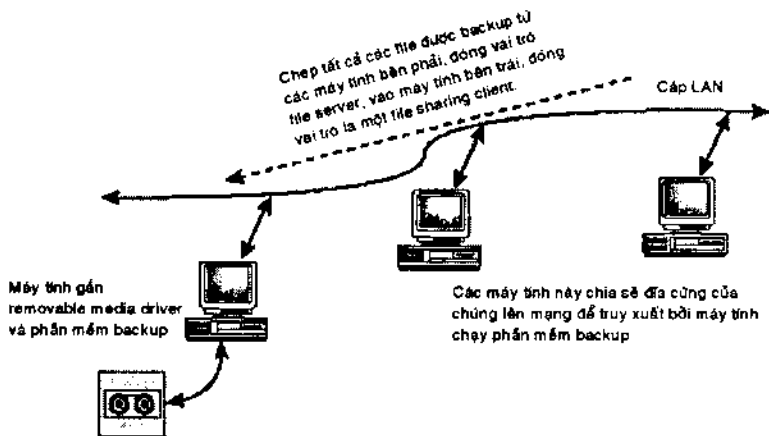 Chép tất cả các file được backup từ
các máy tính bên phải, đóng vai trò
file server, vào máy tính bên trái, đóng
vai trò là một file sharing client.
Cáp LAN
Máy tính gắn
removable media driver
và phần mềm backup
Các máy tính này chia sẽ đĩa cứng của
chúng lên mạng để truy xuất bởi máy tính
chạy phần mềm backup